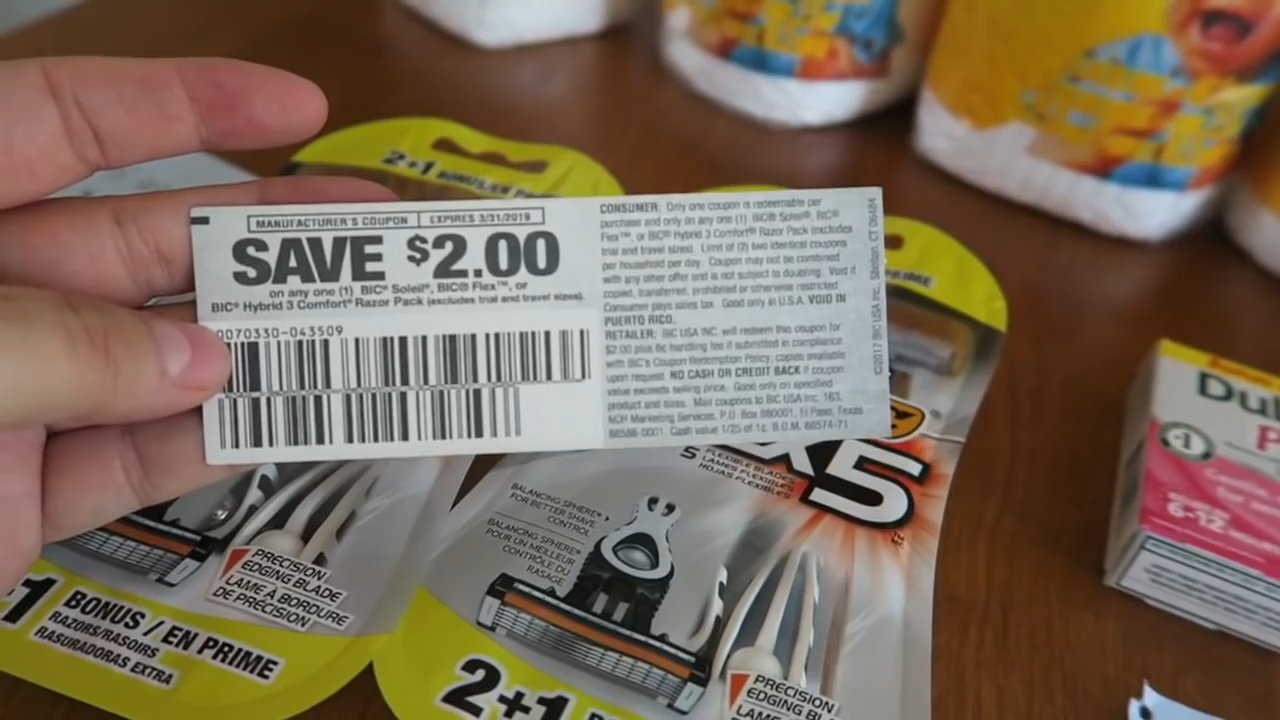 2+1 BONUS/EN PR
MANUFACTURER'S COUPON EXPIRES 3/31/2019
SAVE $2.00
on any one (1) BIC® Soleil®, BIC® Flex™, or
BIC® Hybrid 3 Comfort® Razor Pack (excludes trial and travel sizes).
0070330-043509
CONSUMER: Only one coupon is redeemable per
purchase and only on any one (1) BIC® Soleil®, BIC®
Flex™, or BIC® Hybrid 3 Comfort® Razor Pack (excludes
trial and travel sizes). Limit of (2) two identical coupons
per household per day. Coupon may not be combined
with any other offer and is not subject to doubling. Void if
copied, transferred, prohibited or otherwise restricted.
Consumer pays sales tax. Good only in U.S.A. VOID IN
PUERTO RICO.
RETAILER: BIC USA INC. will redeem this coupon for
$2.00 plus 8¢ handling fee if submitted in compliance
with BIC's Coupon Redemption Policy; copies available
upon request. NO CASH OR CREDIT BACK if coupon
value exceeds selling price. Good only on specified
product and sizes. Mail coupons to BIC USA Inc. 163,
NCH Marketing Services, P.O. Box 880001, El Paso, Texas
88588-0001. Cash value 1/25 of 1¢. B.O.M. 66574-71
©2017 BIC USA Inc., Shelton, CT 06484
PRIME
X5
5 FLEXIBLE BLADES
LAMES FLEXIBLES
HOJAS FLEXIBLES
BALANCING SPHERE®
FOR BETTER SHAVE
CONTROL
BALANCING SPHERE®
POUR UN MEILLEUR
CONTRÔLE DU
RASAGE
PRECISION
EDGING BLADE
LAME À BORDURE
DE PRÉCISION
+1 BONUS / EN PRIME
RAZORS/RASOIRS
RASURADORAS EXTRA
2+1
PRECISION
EDGING BLA
Dul
#1
6-12